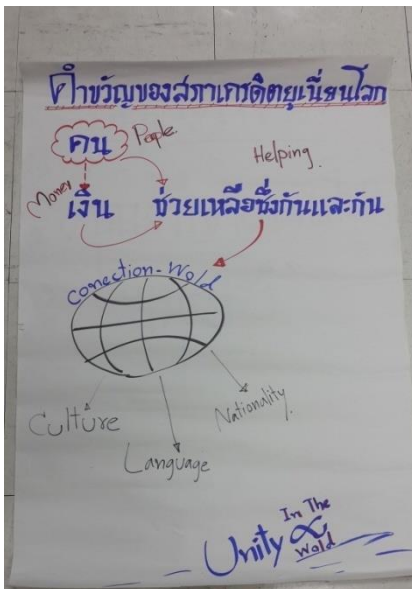 คำขวัญของสภาเครดิตยูเนี่ยนโลก
คน People
Helping.
Money เงิน ช่วยเหลือซึ่งกันและกัน
Conection-Wold
Culture
Nationality.
Language
In The
Unity Wold